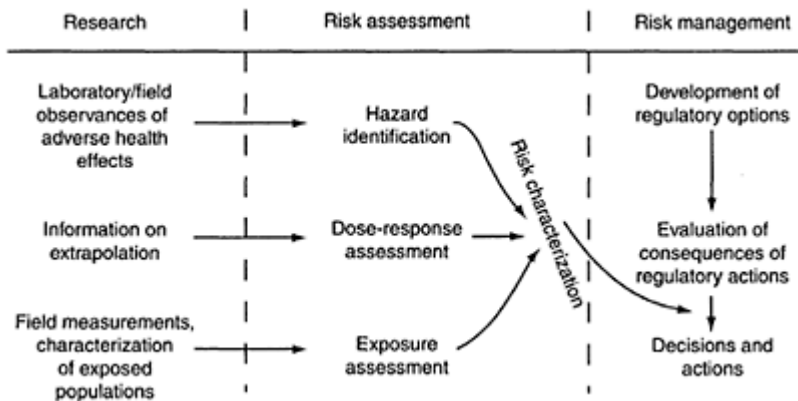 Research
Risk assessment
Risk management
Laboratory/field
observances of
adverse health
effects
Hazard
identification
Development of
regulatory options
Risk characterization
Information on
extrapolation
Dose-response
assessment
Evaluation of
consequences of
regulatory actions
Field measurements,
characterization
of exposed
populations
Exposure
assessment
Decisions and
actions